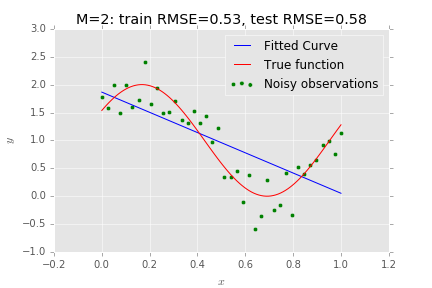 M=2: train RMSE=0.53, test RMSE=0.58
3.0
2.5
2.0
1.5
1.0
0.5
0.0
−0.5
−1.0
y
Fitted Curve
True function
Noisy observations
−0.2 0.0 0.2 0.4 0.6 0.8 1.0 1.2
x